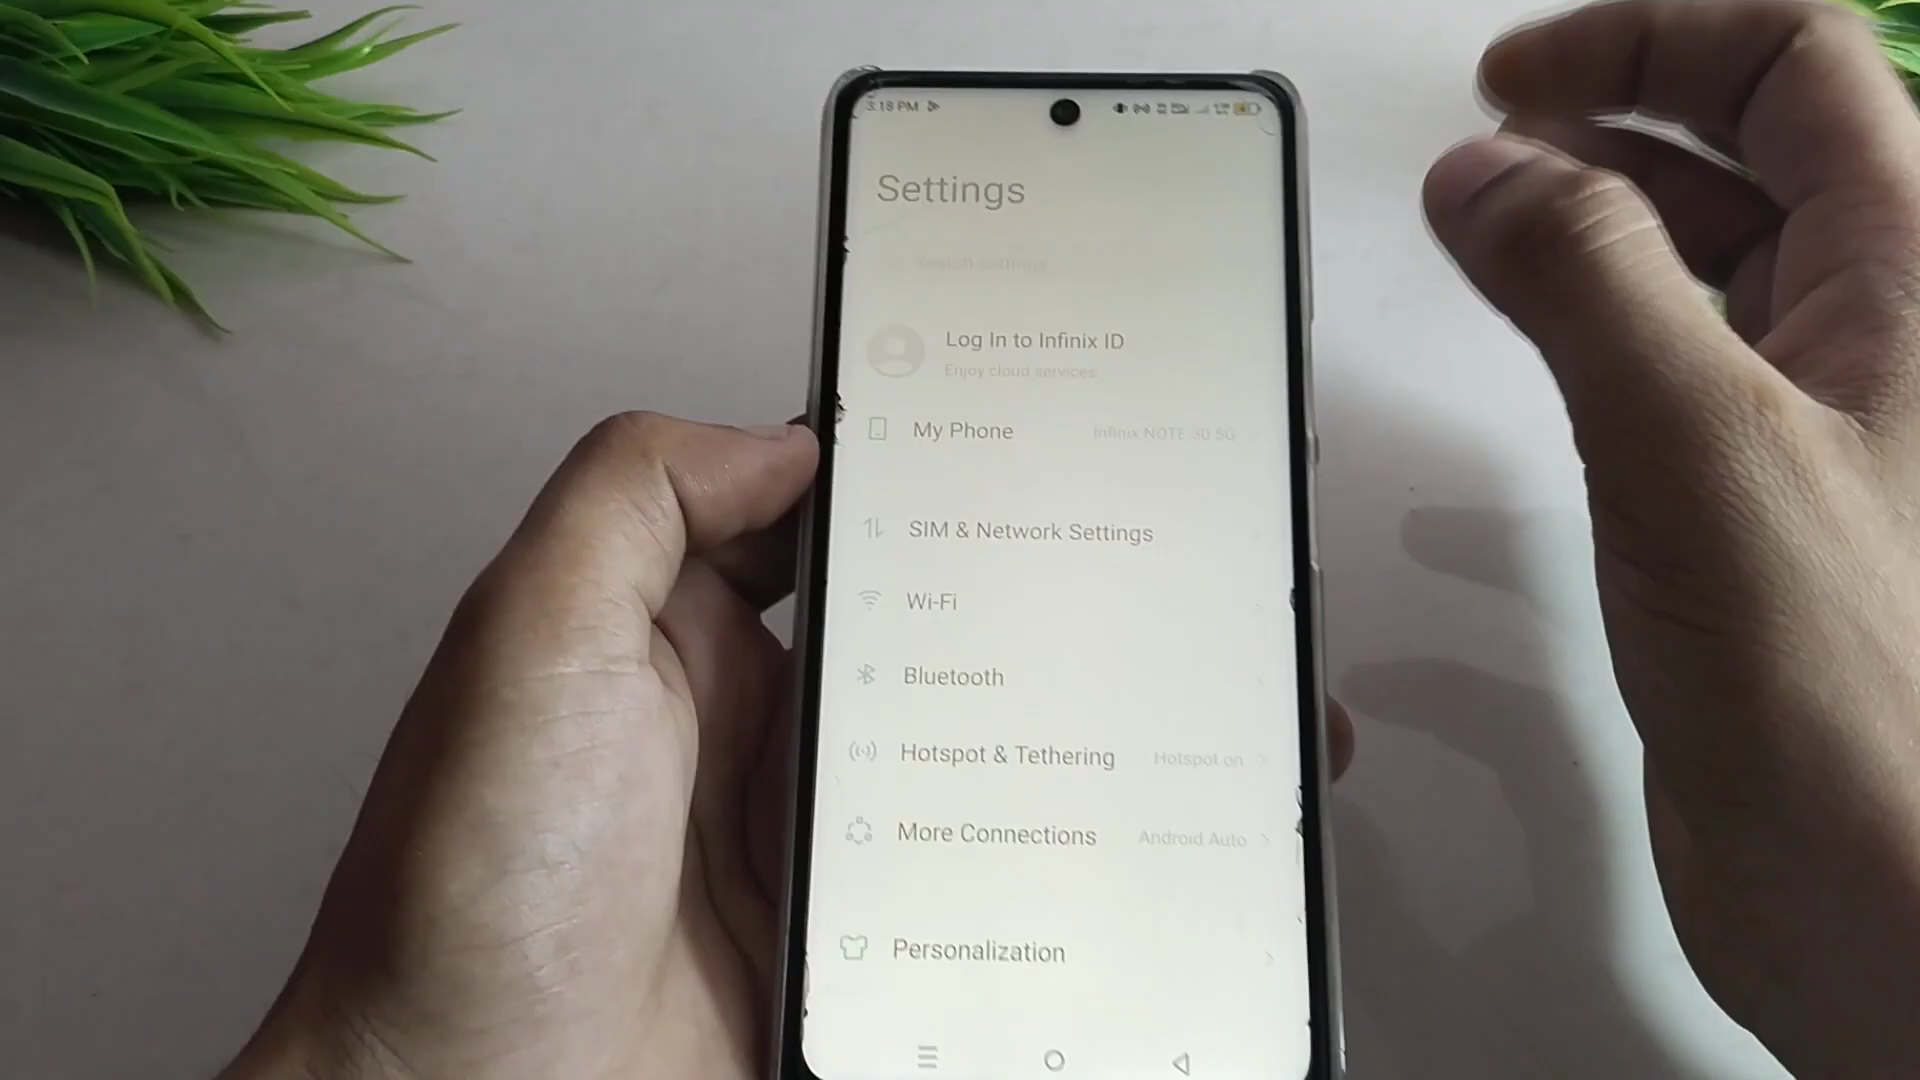 3:18 PM
Settings
Search settings
Log In to Infinix ID
Enjoy cloud services
My Phone
Infinix NOTE 30 5G
SIM & Network Settings
Wi-Fi
Bluetooth
Hotspot & Tethering
Hotspot on
More Connections
Android Auto
Personalization